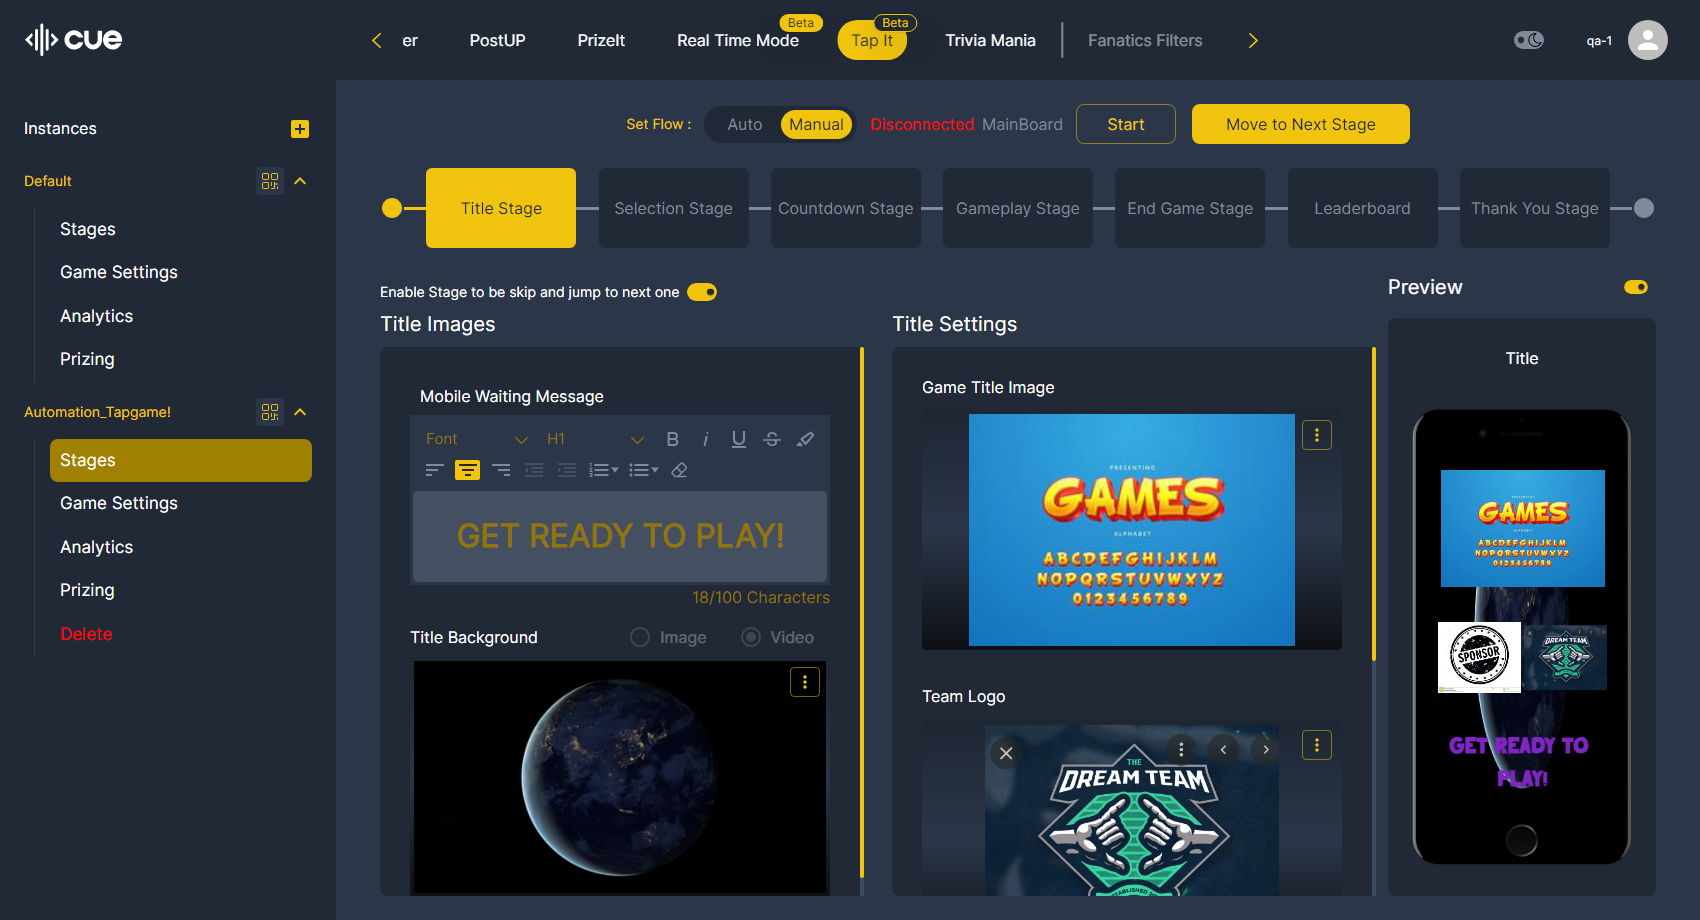 cue
er
PostUP
PrizeIt
Real Time Mode
Beta
Tap It
Beta
Trivia Mania
Fanatics Filters
qa-1
Instances
Default
Stages
Game Settings
Analytics
Prizing
Automation_Tapgame!
Stages
Game Settings
Analytics
Prizing
Delete
Set Flow :
Auto
Manual
Disconnected MainBoard
Start
Move to Next Stage
Title Stage
Selection Stage
Countdown Stage
Gameplay Stage
End Game Stage
Leaderboard
Thank You Stage
Enable Stage to be skip and jump to next one
Title Images
Mobile Waiting Message
Font
H1
B
i
U
S
GET READY TO PLAY!
18/100 Characters
Title Background
Image
Video
Title Settings
Game Title Image
PRESENTING
GAMES
ALPHABET
ABCDEFGHIJKLM
NOPQRSTUVWXYZ
0123456789
Team Logo
THE
DREAM TEAM
Preview
Title
GAMES
ALPHABET
ABCDEFGHIJKLM
NOPQRSTUVWXYZ
0123456789
SPONSOR
DREAM TEAM
GET READY TO
PLAY!